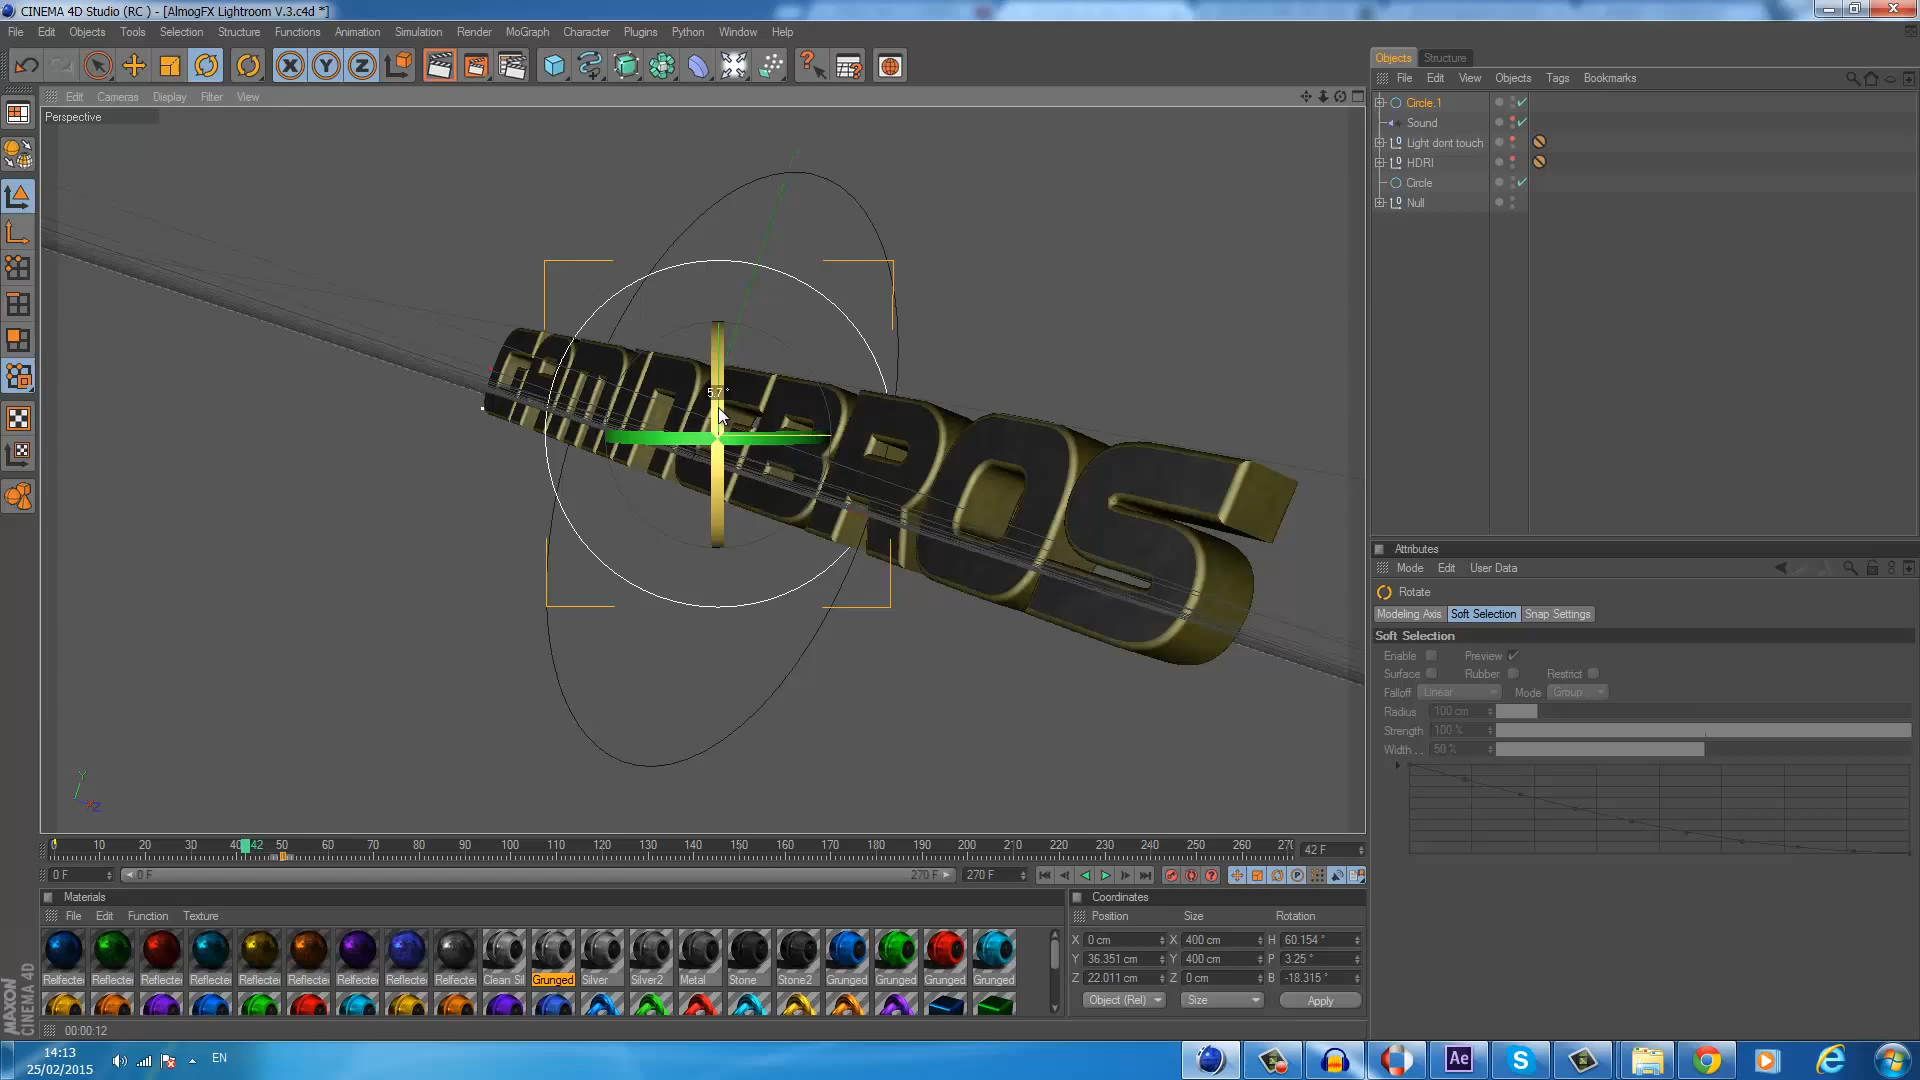 CINEMA 4D Studio (RC ) - [AlmogFX Lightroom V.3.c4d *]
File Edit Objects Tools Selection Structure Functions Animation Simulation Render MoGraph Character Plugins Python Window Help
Edit Cameras Display Filter View
Perspective
5.7 °
Y
X Z
Objects Structure
File Edit View Objects Tags Bookmarks
Circle.1
Sound
Light dont touch
HDRI
Circle
Null
Attributes
Mode Edit User Data
Rotate
Modeling Axis Soft Selection Snap Settings
Soft Selection
Enable Preview
Surface Rubber Restrict
Falloff Linear Mode Group
Radius 100 cm
Strength 100 %
Width . . 50 %
0 10 20 30 40 42 50 60 70 80 90 100 110 120 130 140 150 160 170 180 190 200 210 220 230 240 250 260 270 42 F
0 F 0 F 270 F 270 F
Materials
File Edit Function Texture
Reflecte Reflecte Reflecte Reflecte Reflecte Reflecte Reflecte Reflecte Reflecte Clean Sil Grunged Silver Silver2 Metal Stone Stone2 Grunged Grunged Grunged Grunged
Coordinates
Position Size Rotation
X 0 cm X 400 cm H 60.154 °
Y 36.351 cm Y 400 cm P 3.25 °
Z 22.011 cm Z 0 cm B -18.315 °
Object (Rel) Size Apply
MAXON CINEMA 4D
00:00:12
14:13
25/02/2015
EN
Ae